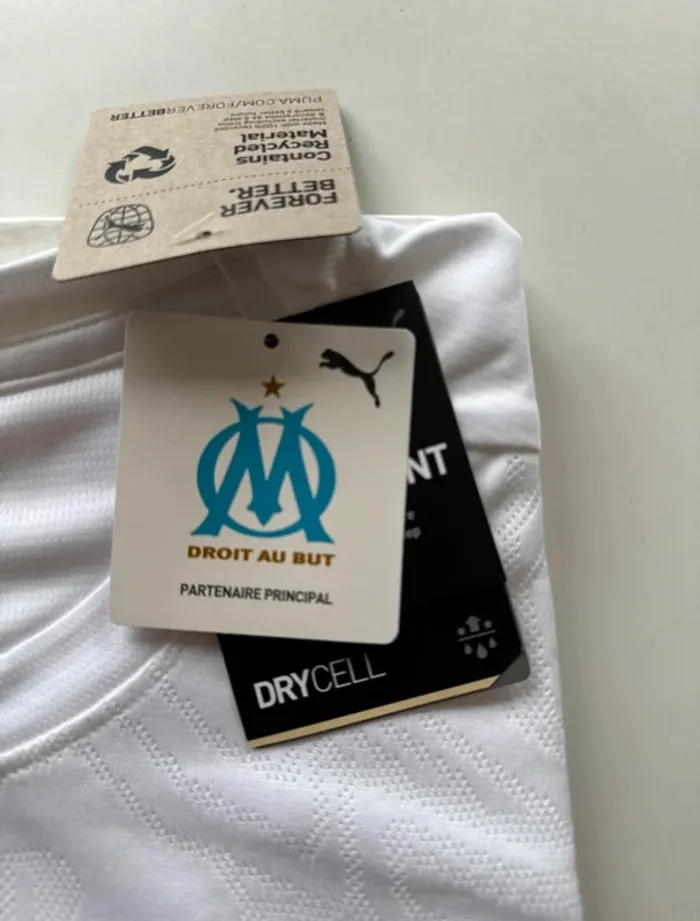 FOREVER
BETTER.
Contains
Recycled
Material
PUMA.COM/FOREVERBETTER
DROIT AU BUT
PARTENAIRE PRINCIPAL
NT
DRYCELL